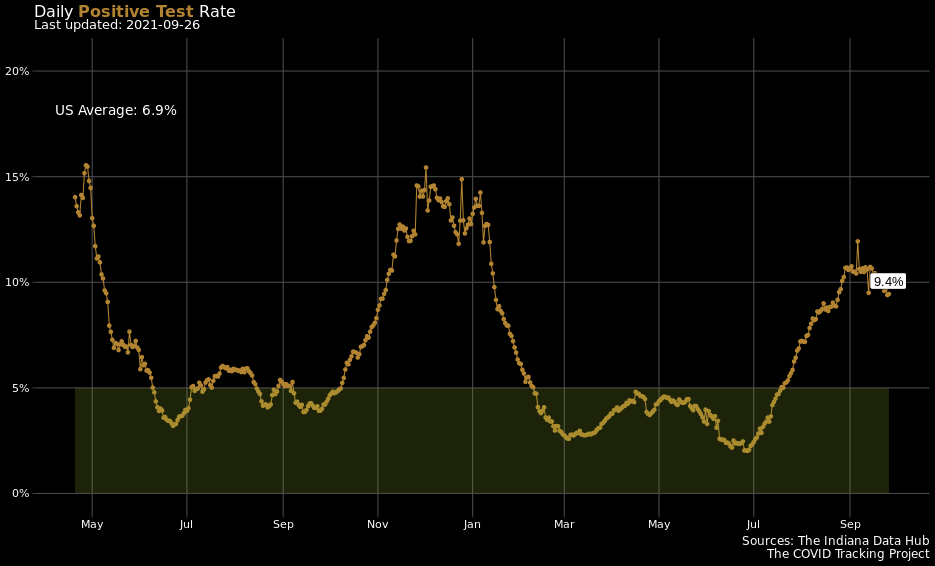 Daily Positive Test Rate
Last updated: 2021-09-26
20%
US Average: 6.9%
15%
10%
9.4%
5%
0%
May Jul Sep Nov Jan Mar May Jul Sep
Sources: The Indiana Data Hub
The COVID Tracking Project